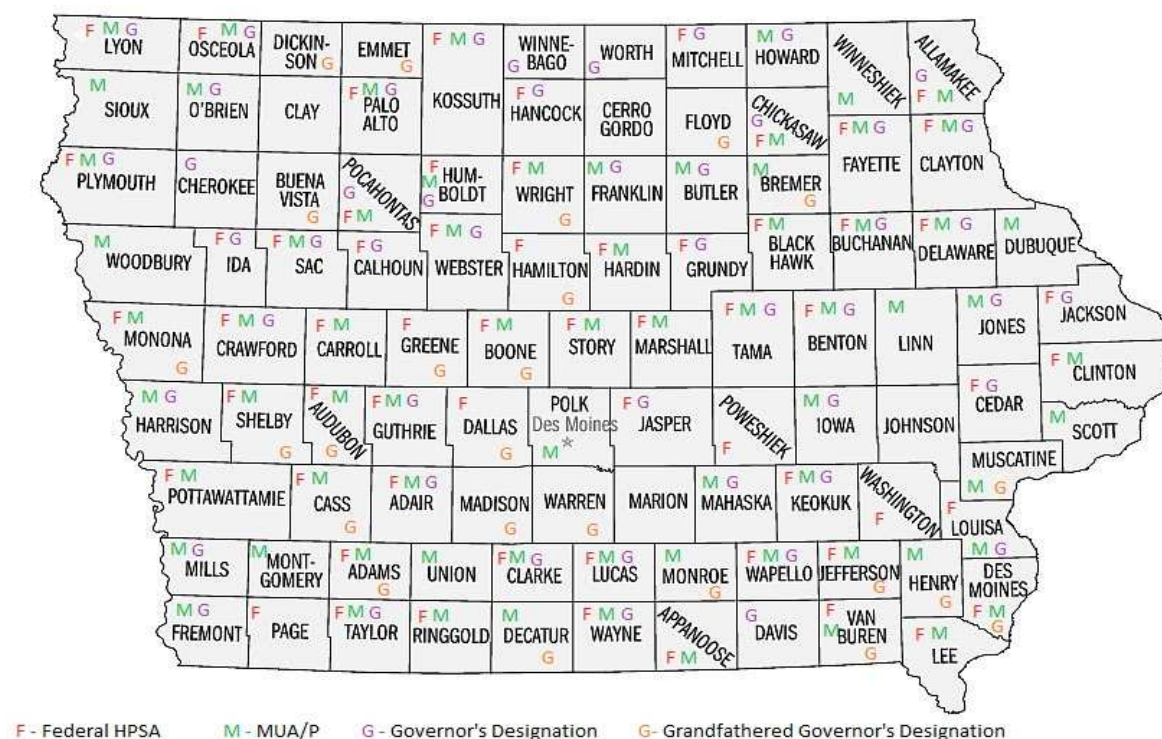 F M G
LYON
F M G
OSCEOLA
DICKIN-
SON G
EMMET
G
F M G
KOSSUTH
WINNE-
BAGO
G
WORTH
G
F G
MITCHELL
M G
HOWARD
WINNESHIEK
M
ALLAMAKEE
G
F M
M
SIOUX
M G
O'BRIEN
CLAY
F M G
PALO
ALTO
F G
HANCOCK
CERRO
GORDO
FLOYD
G
CHICKASAW
G
F M
F M G
FAYETTE
F M G
CLAYTON
F M G
PLYMOUTH
G
CHEROKEE
BUENA
VISTA
G
POCAHONTAS
G
F M
F
M
G
HUM-
BOLDT
F M
WRIGHT
G
M G
FRANKLIN
M G
BUTLER
M
BREMER
G
M
WOODBURY
F G
IDA
F M G
SAC
F G
CALHOUN
F M G
WEBSTER
F
HAMILTON
G
F M
HARDIN
F G
GRUNDY
F M
BLACK
HAWK
F M G
BUCHANAN
F M G
DELAWARE
M
DUBUQUE
F M
MONONA
G
F M G
CRAWFORD
F M
CARROLL
F
GREENE
G
F M
BOONE
G
F M
STORY
F M
MARSHALL
F M G
TAMA
F M G
BENTON
M
LINN
M G
JONES
F G
JACKSON
F M
CLINTON
M G
HARRISON
F M
SHELBY
G
F M
AUDUBON
G
F M G
GUTHRIE
F
DALLAS
G
POLK
Des Moines
M
F G
JASPER
POWESHIEK
F
M G
IOWA
JOHNSON
F G
CEDAR
M
SCOTT
MUSCATINE
M G
F M
POTTAWATTAMIE
F M
CASS
G
F M G
ADAIR
MADISON
G
WARREN
G
MARION
M G
MAHASKA
F M G
KEOKUK
WASHINGTON
F
F
LOUISA
M G
M G
MILLS
M
MONT-
GOMERY
F M
ADAMS
G
M
UNION
F M G
CLARKE
F M G
LUCAS
M
MONROE
G
F M G
WAPELLO
F M
JEFFERSON
G
M
HENRY
G
DES
MOINES
F M
G
M G
FREMONT
F
PAGE
F M G
TAYLOR
F M
RINGGOLD
M
DECATUR
G
F M G
WAYNE
APPANOOSE
F M
G
DAVIS
F
M
VAN
BUREN
G
F M
LEE
F - Federal HPSA M - MUA/P G - Governor's Designation G- Grandfathered Governor's Designation